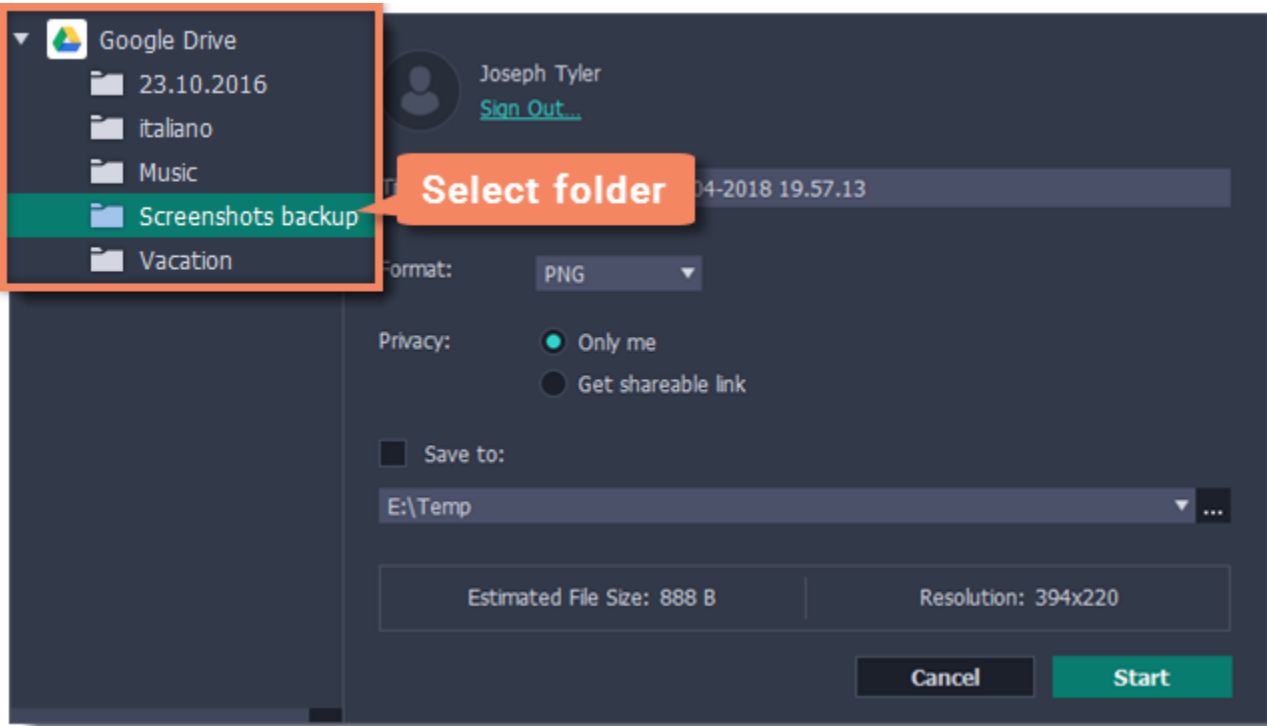 Google Drive
23.10.2016
italiano
Music
Screenshots backup
Vacation
Joseph Tyler
Sign Out...
Select folder
04-2018 19.57.13
Format:
PNG
Privacy:
Only me
Get shareable link
Save to:
E:\Temp
...
Estimated File Size: 888 B
Resolution: 394x220
Cancel
Start